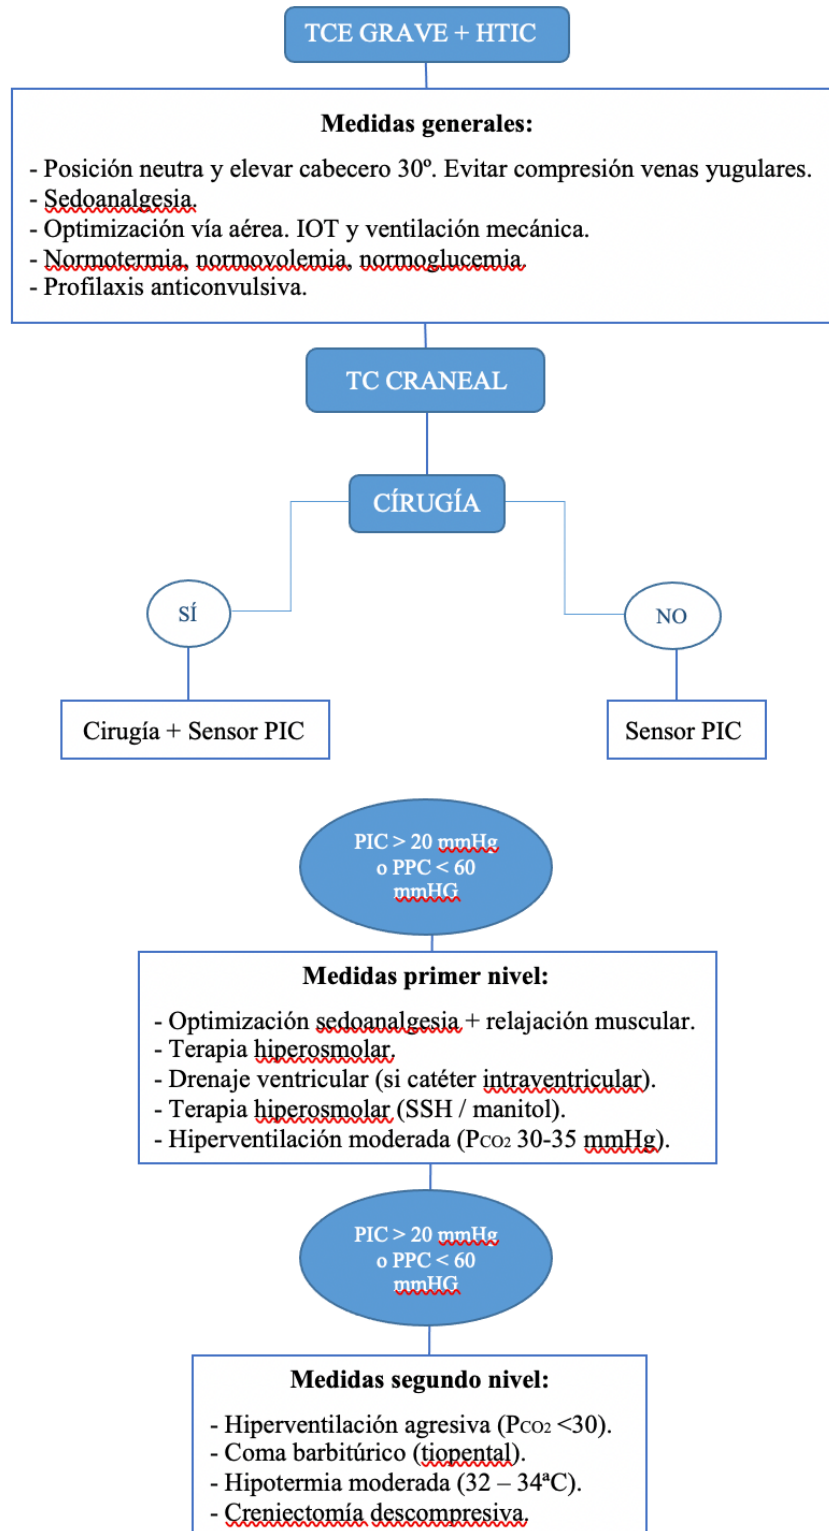 TCE GRAVE + HTIC
Medidas generales:
- Posición neutra y elevar cabecero 30º. Evitar compresión venas yugulares.
- Sedoanalgesia.
- Optimización vía aérea. IOT y ventilación mecánica.
- Normotermia, normovolemia, normoglucemia.
- Profilaxis anticonvulsiva.
TC CRANEAL
CÍRUGÍA
SÍ
NO
Cirugía + Sensor PIC
Sensor PIC
PIC > 20 mmHg
o PPC < 60
mmHG
Medidas primer nivel:
- Optimización sedoanalgesia + relajación muscular.
- Terapia hiperosmolar.
- Drenaje ventricular (si catéter intraventricular).
- Terapia hiperosmolar (SSH / manitol).
- Hiperventilación moderada (PCO2 30-35 mmHg).
PIC > 20 mmHg
o PPC < 60
mmHG
Medidas segundo nivel:
- Hiperventilación agresiva (PCO2 <30).
- Coma barbitúrico (tiopental).
- Hipotermia moderada (32 – 34ªC).
- Creniectomía descompresiva.